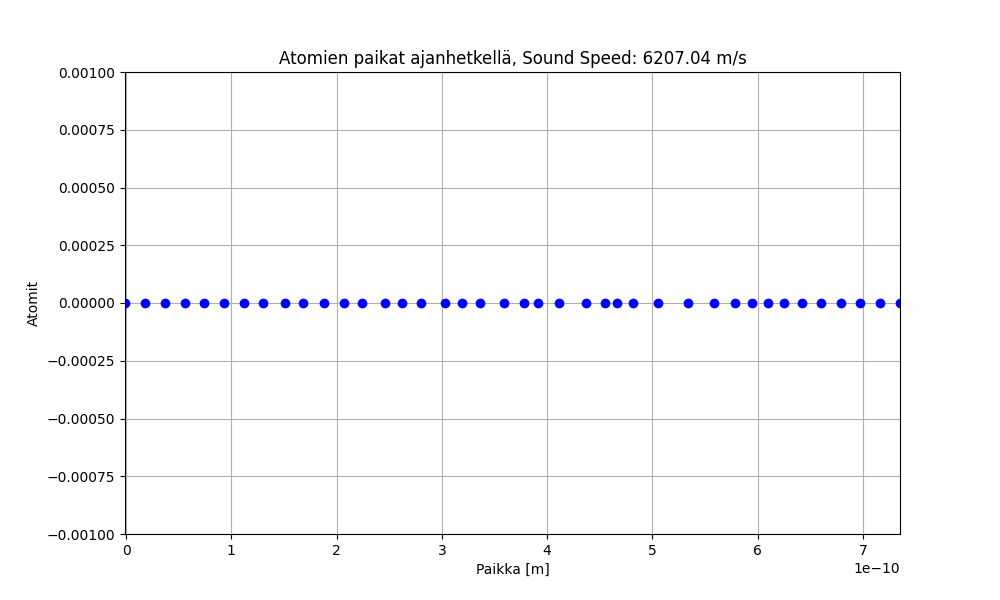 Atomien paikat ajanhetkellä, Sound Speed: 6207.04 m/s
0.00100
0.00075
0.00050
0.00025
0.00000
−0.00025
−0.00050
−0.00075
−0.00100
Atomit
0 1 2 3 4 5 6 7
1e−10
Paikka [m]